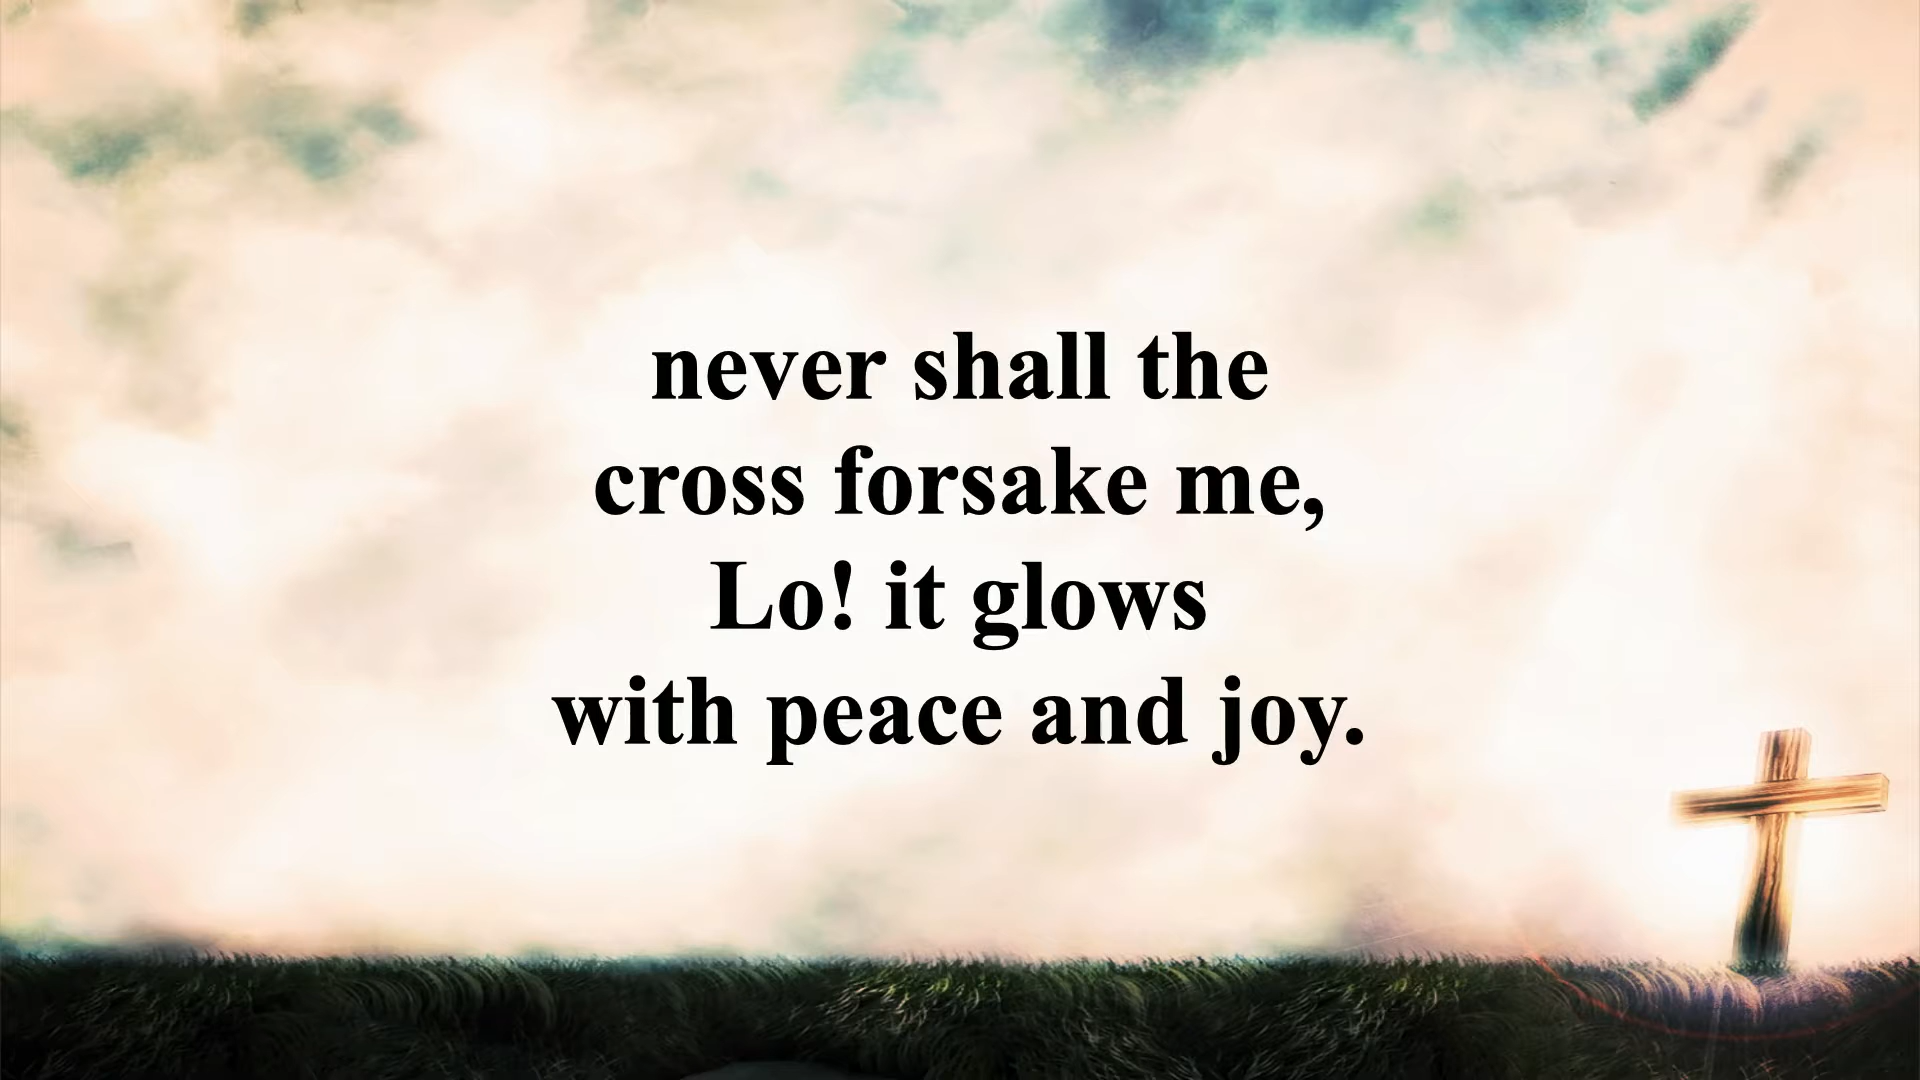 never shall the
cross forsake me,
Lo! it glows
with peace and joy.